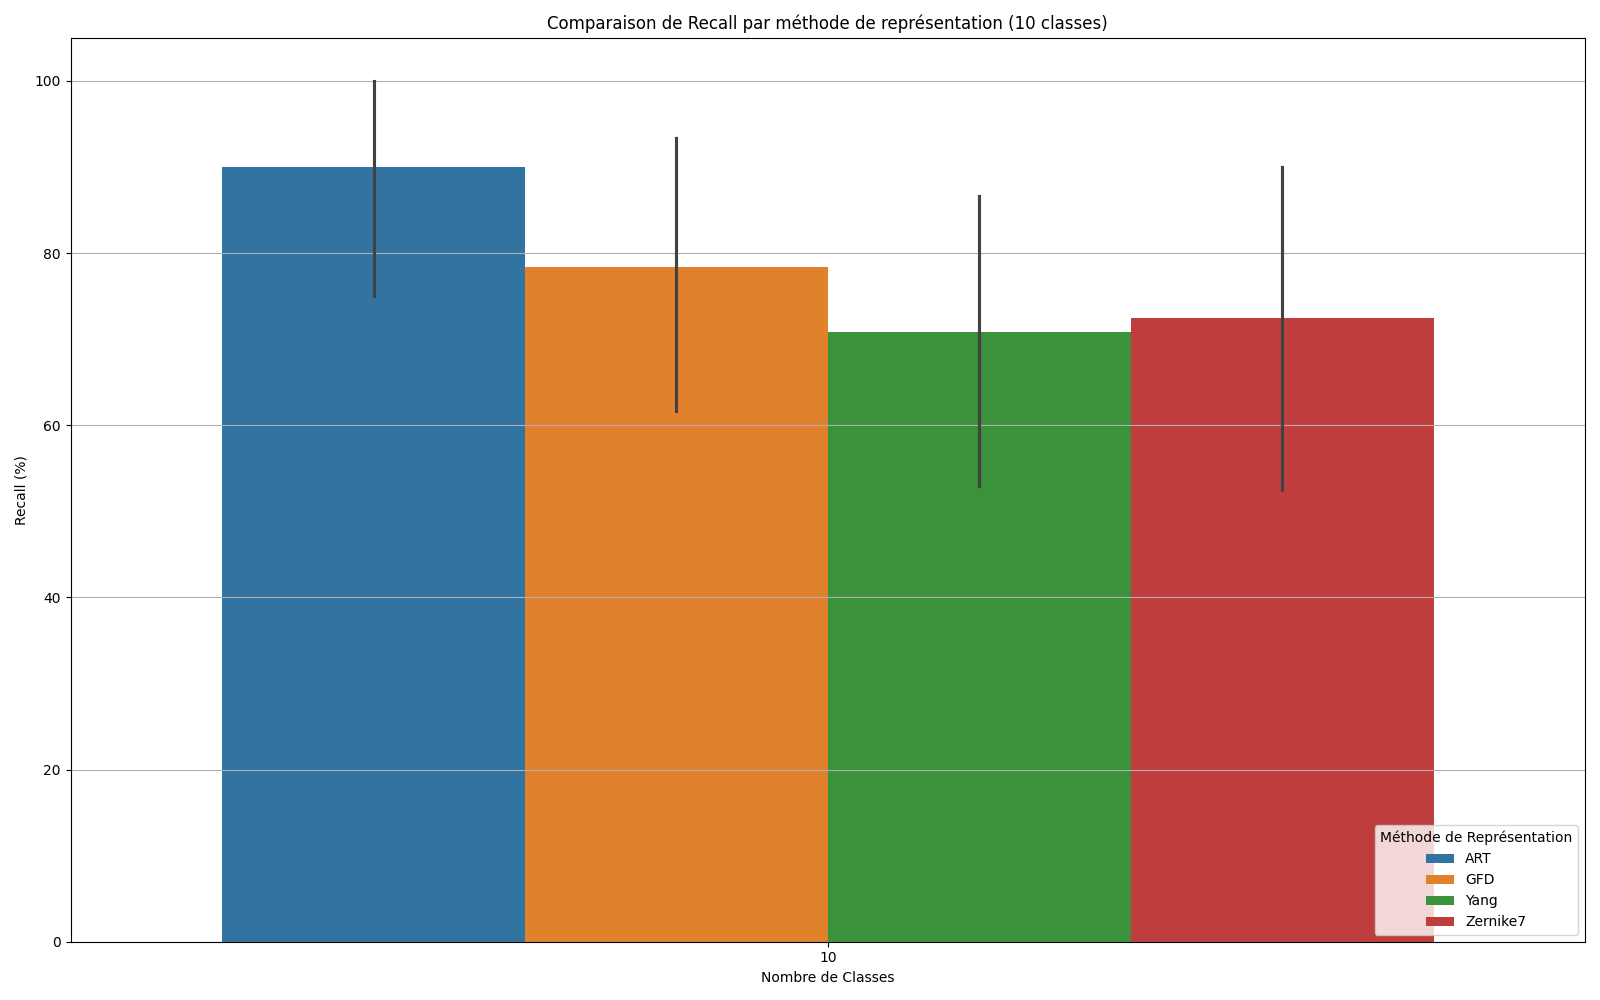 Comparaison de Recall par méthode de représentation (10 classes)
100
80
60
40
20
0
Recall (%)
10
Nombre de Classes
Méthode de Représentation
ART
GFD
Yang
Zernike7